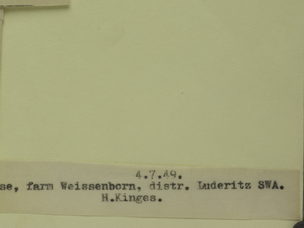 4.7.49.
se, farm Weissenborn, distr. Luderitz SWA.
H.Kinges.